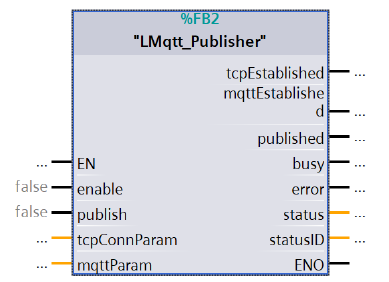 %FB2
"LMqtt_Publisher"
tcpEstablished ...
mqttEstablishe
d ...
published ...
... EN busy ...
false enable error ...
false publish status ...
... tcpConnParam statusID ...
... mqttParam ENO